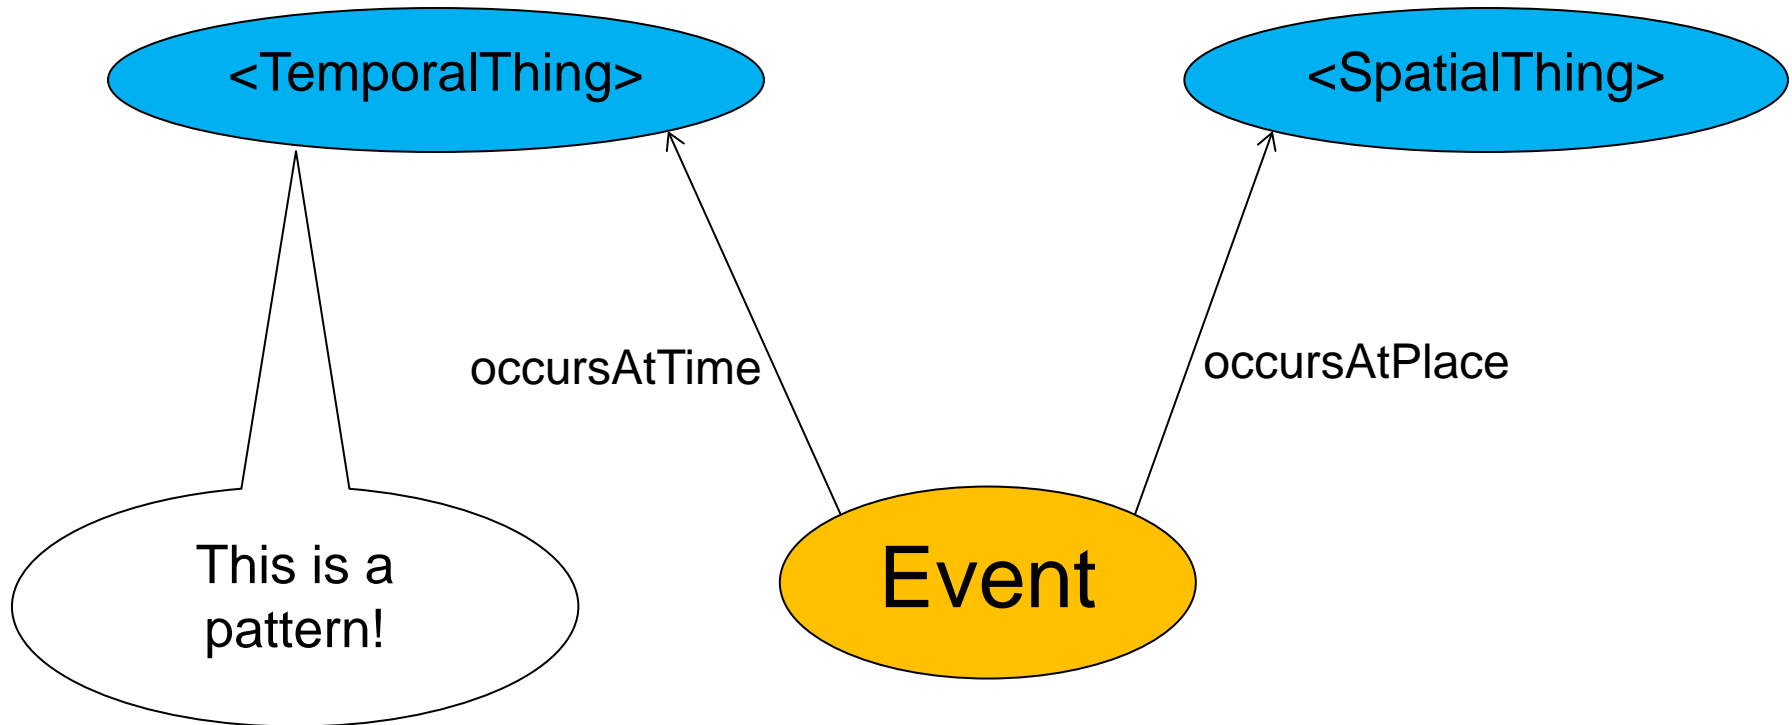 <TemporalThing>
<SpatialThing>
occursAtTime
occursAtPlace
This is a
pattern!
Event